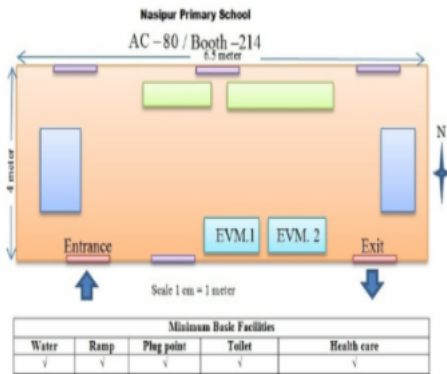 Nasipur Primary School
AC – 80 / Booth –214
6.5 meter
4 meter
N
EVM.1
EVM. 2
Entrance
Exit
Scale 1 cm = 1 meter
Minimum Basic Facilities
Water Ramp Plug point Toilet Health care
√ √ √ √ √